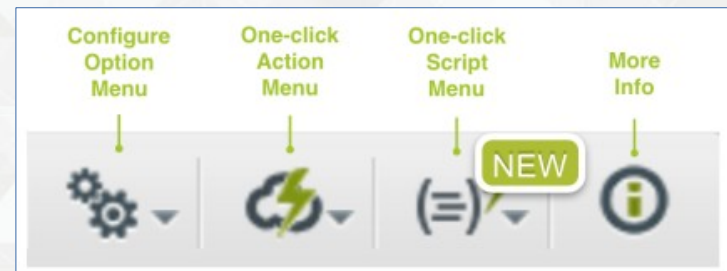 Configure
Option
Menu
One-click
Action
Menu
One-click
Script
Menu
More
Info
NEW